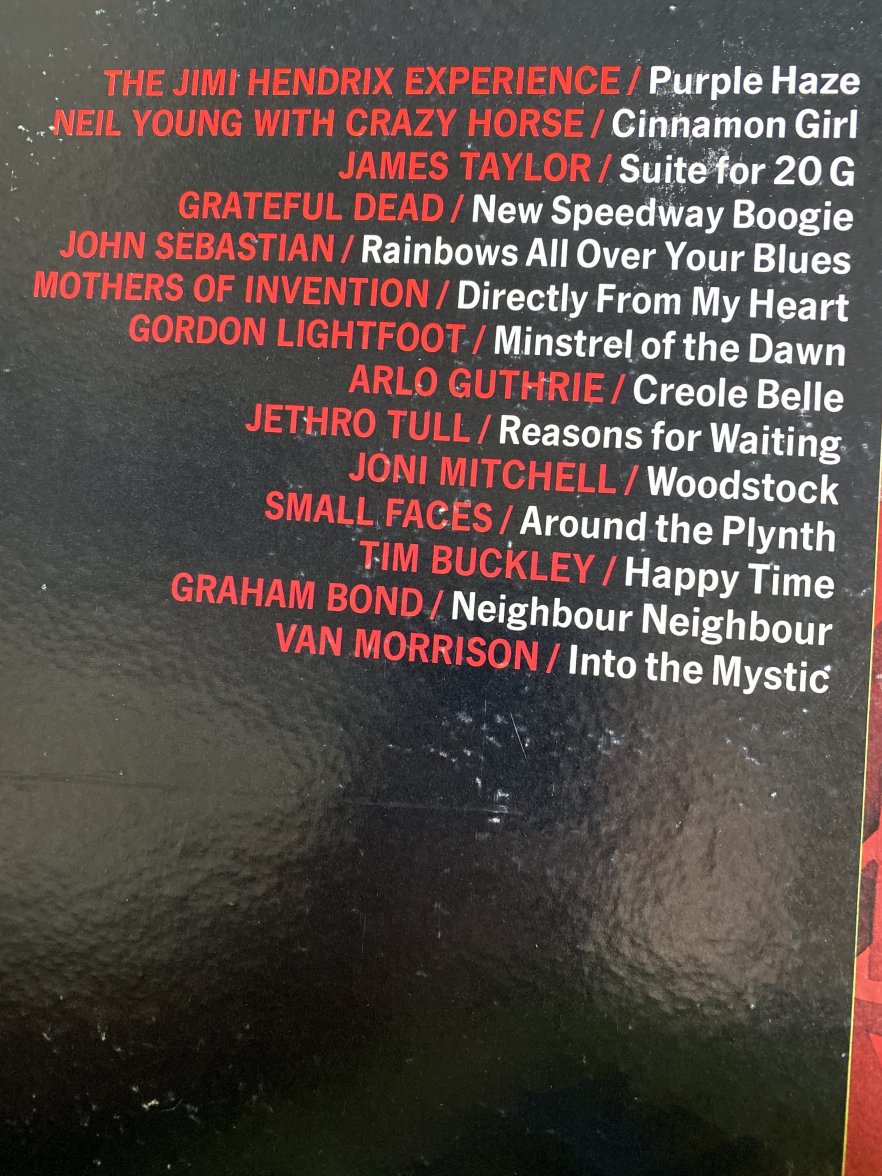 THE JIMI HENDRIX EXPERIENCE / Purple Haze
NEIL YOUNG WITH CRAZY HORSE / Cinnamon Girl
JAMES TAYLOR / Suite for 20 G
GRATEFUL DEAD / New Speedway Boogie
JOHN SEBASTIAN / Rainbows All Over Your Blues
MOTHERS OF INVENTION / Directly From My Heart
GORDON LIGHTFOOT / Minstrel of the Dawn
ARLO GUTHRIE / Creole Belle
JETHRO TULL / Reasons for Waiting
JONI MITCHELL / Woodstock
SMALL FACES / Around the Plynth
TIM BUCKLEY / Happy Time
GRAHAM BOND / Neighbour Neighbour
VAN MORRISON / Into the Mystic